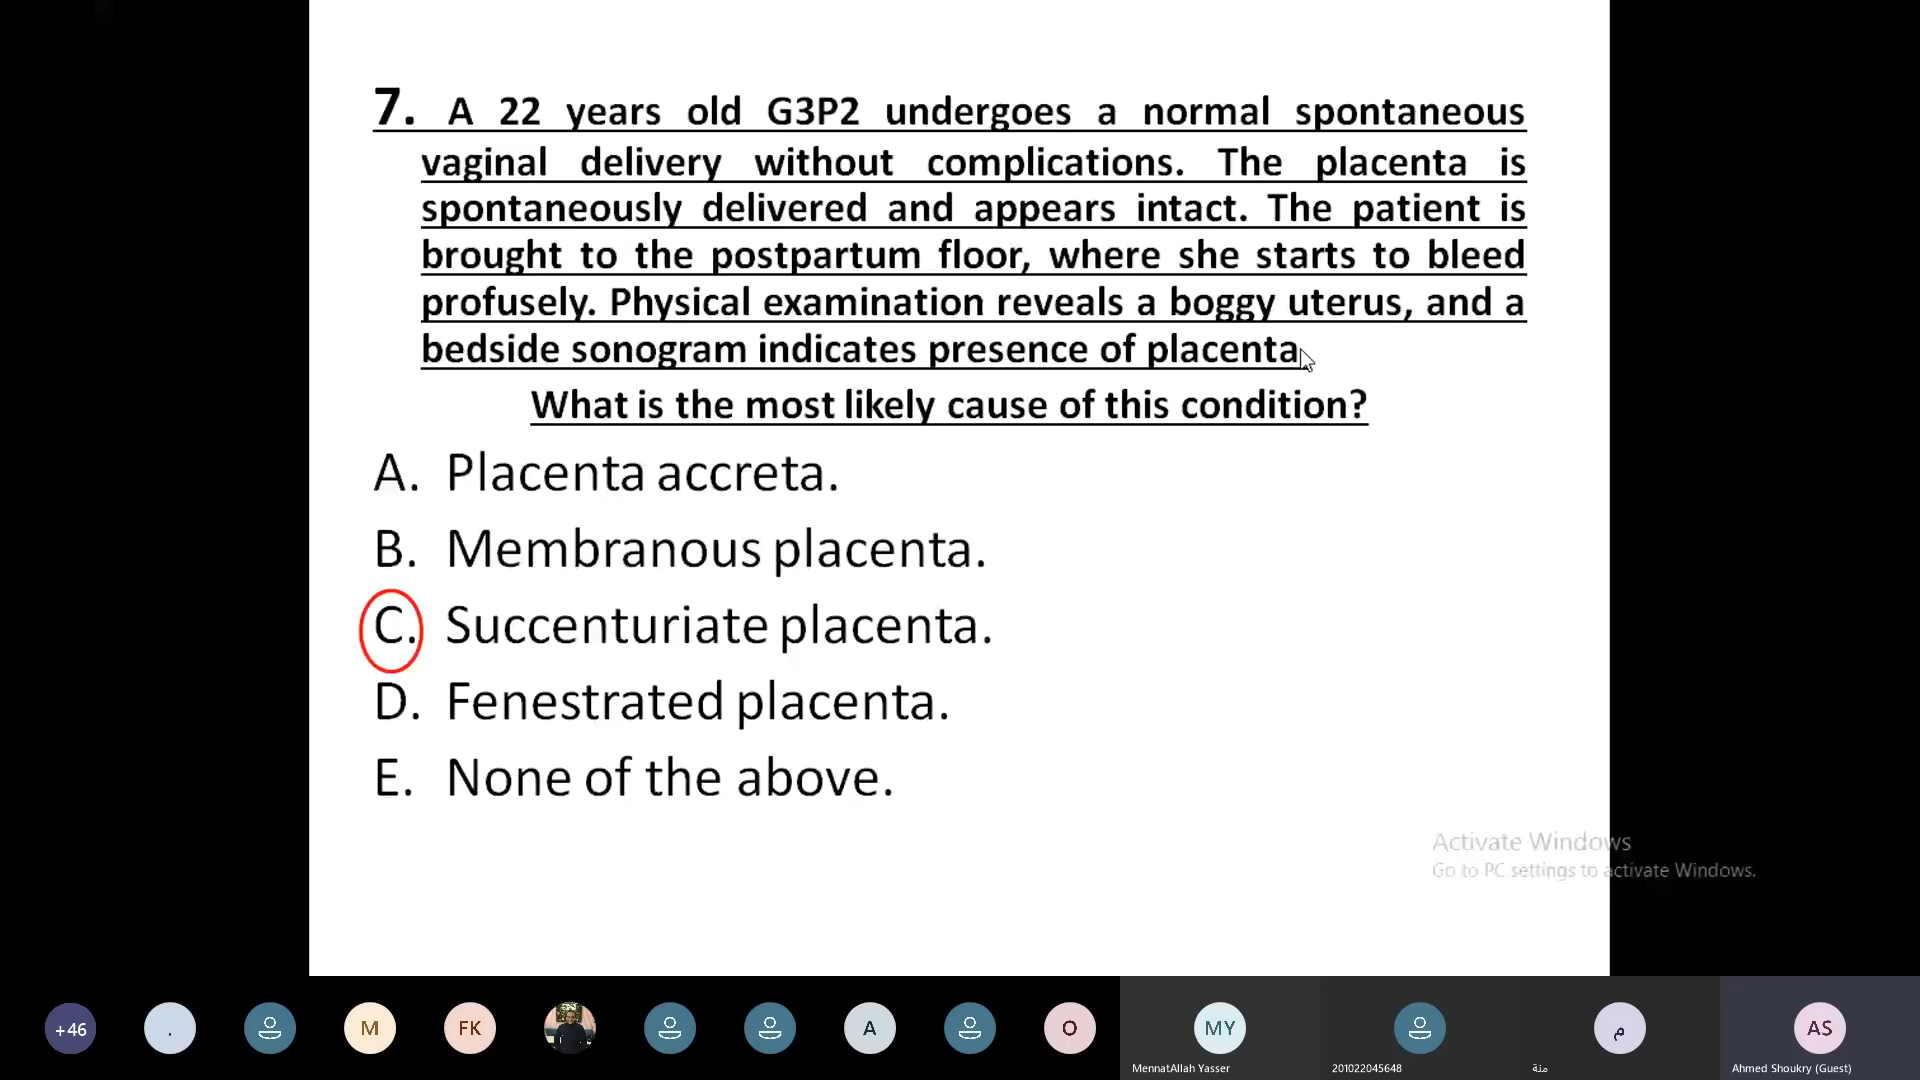 7. A 22 years old G3P2 undergoes a normal spontaneous
vaginal delivery without complications. The placenta is
spontaneously delivered and appears intact. The patient is
brought to the postpartum floor, where she starts to bleed
profusely. Physical examination reveals a boggy uterus, and a
bedside sonogram indicates presence of placenta.
What is the most likely cause of this condition?
A. Placenta accreta.
B. Membranous placenta.
C. Succenturiate placenta.
D. Fenestrated placenta.
E. None of the above.
Activate Windows
Go to PC settings to activate Windows.
+46
.
M
FK
A
O
MY
م
AS
MennatAllah Yasser
201022045648
منة
Ahmed Shoukry (Guest)